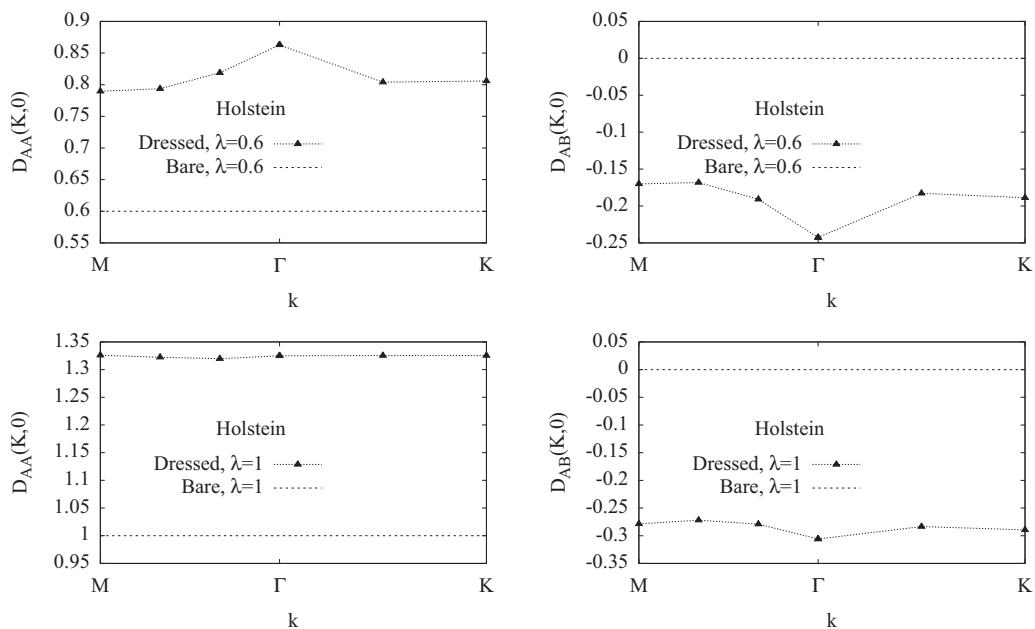 D_AA(K,0)
0.9
0.85
0.8
0.75
0.7
0.65
0.6
0.55
Holstein
Dressed, λ=0.6
Bare, λ=0.6
M Γ K
k
D_AB(K,0)
0.05
0
-0.05
-0.1
-0.15
-0.2
-0.25
Holstein
Dressed, λ=0.6
Bare, λ=0.6
M Γ K
k
D_AA(K,0)
1.35
1.3
1.25
1.2
1.15
1.1
1.05
1
0.95
Holstein
Dressed, λ=1
Bare, λ=1
M Γ K
k
D_AB(K,0)
0.05
0
-0.05
-0.1
-0.15
-0.2
-0.25
-0.3
-0.35
Holstein
Dressed, λ=1
Bare, λ=1
M Γ K
k